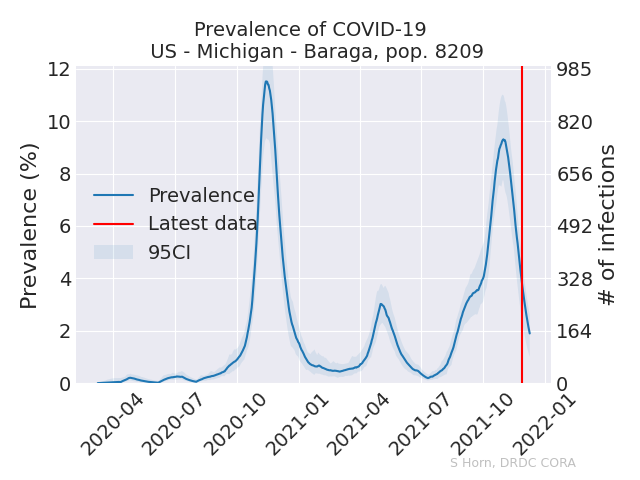 Prevalence of COVID-19
US - Michigan - Baraga, pop. 8209
12
10
8
6
4
2
0
985
820
656
492
328
164
0
Prevalence (%)
# of infections
Prevalence
Latest data
95CI
2020-04
2020-07
2020-10
2021-01
2021-04
2021-07
2021-10
2022-01
S Horn, DRDC CORA